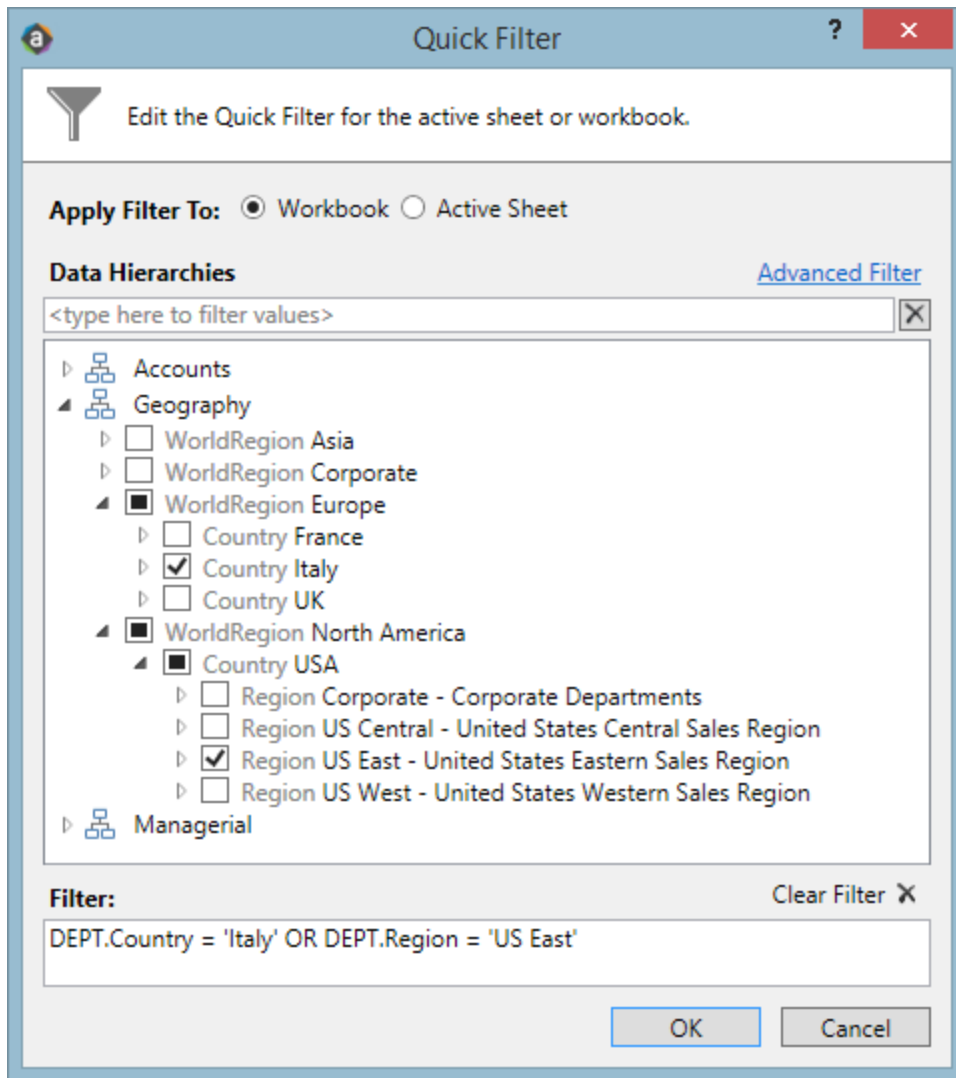 Quick Filter
?
Edit the Quick Filter for the active sheet or workbook.
Apply Filter To: Workbook Active Sheet
Data Hierarchies Advanced Filter
<type here to filter values>
Accounts
Geography
WorldRegion Asia
WorldRegion Corporate
WorldRegion Europe
Country France
Country Italy
Country UK
WorldRegion North America
Country USA
Region Corporate - Corporate Departments
Region US Central - United States Central Sales Region
Region US East - United States Eastern Sales Region
Region US West - United States Western Sales Region
Managerial
Filter: Clear Filter
DEPT.Country = 'Italy' OR DEPT.Region = 'US East'
OK Cancel